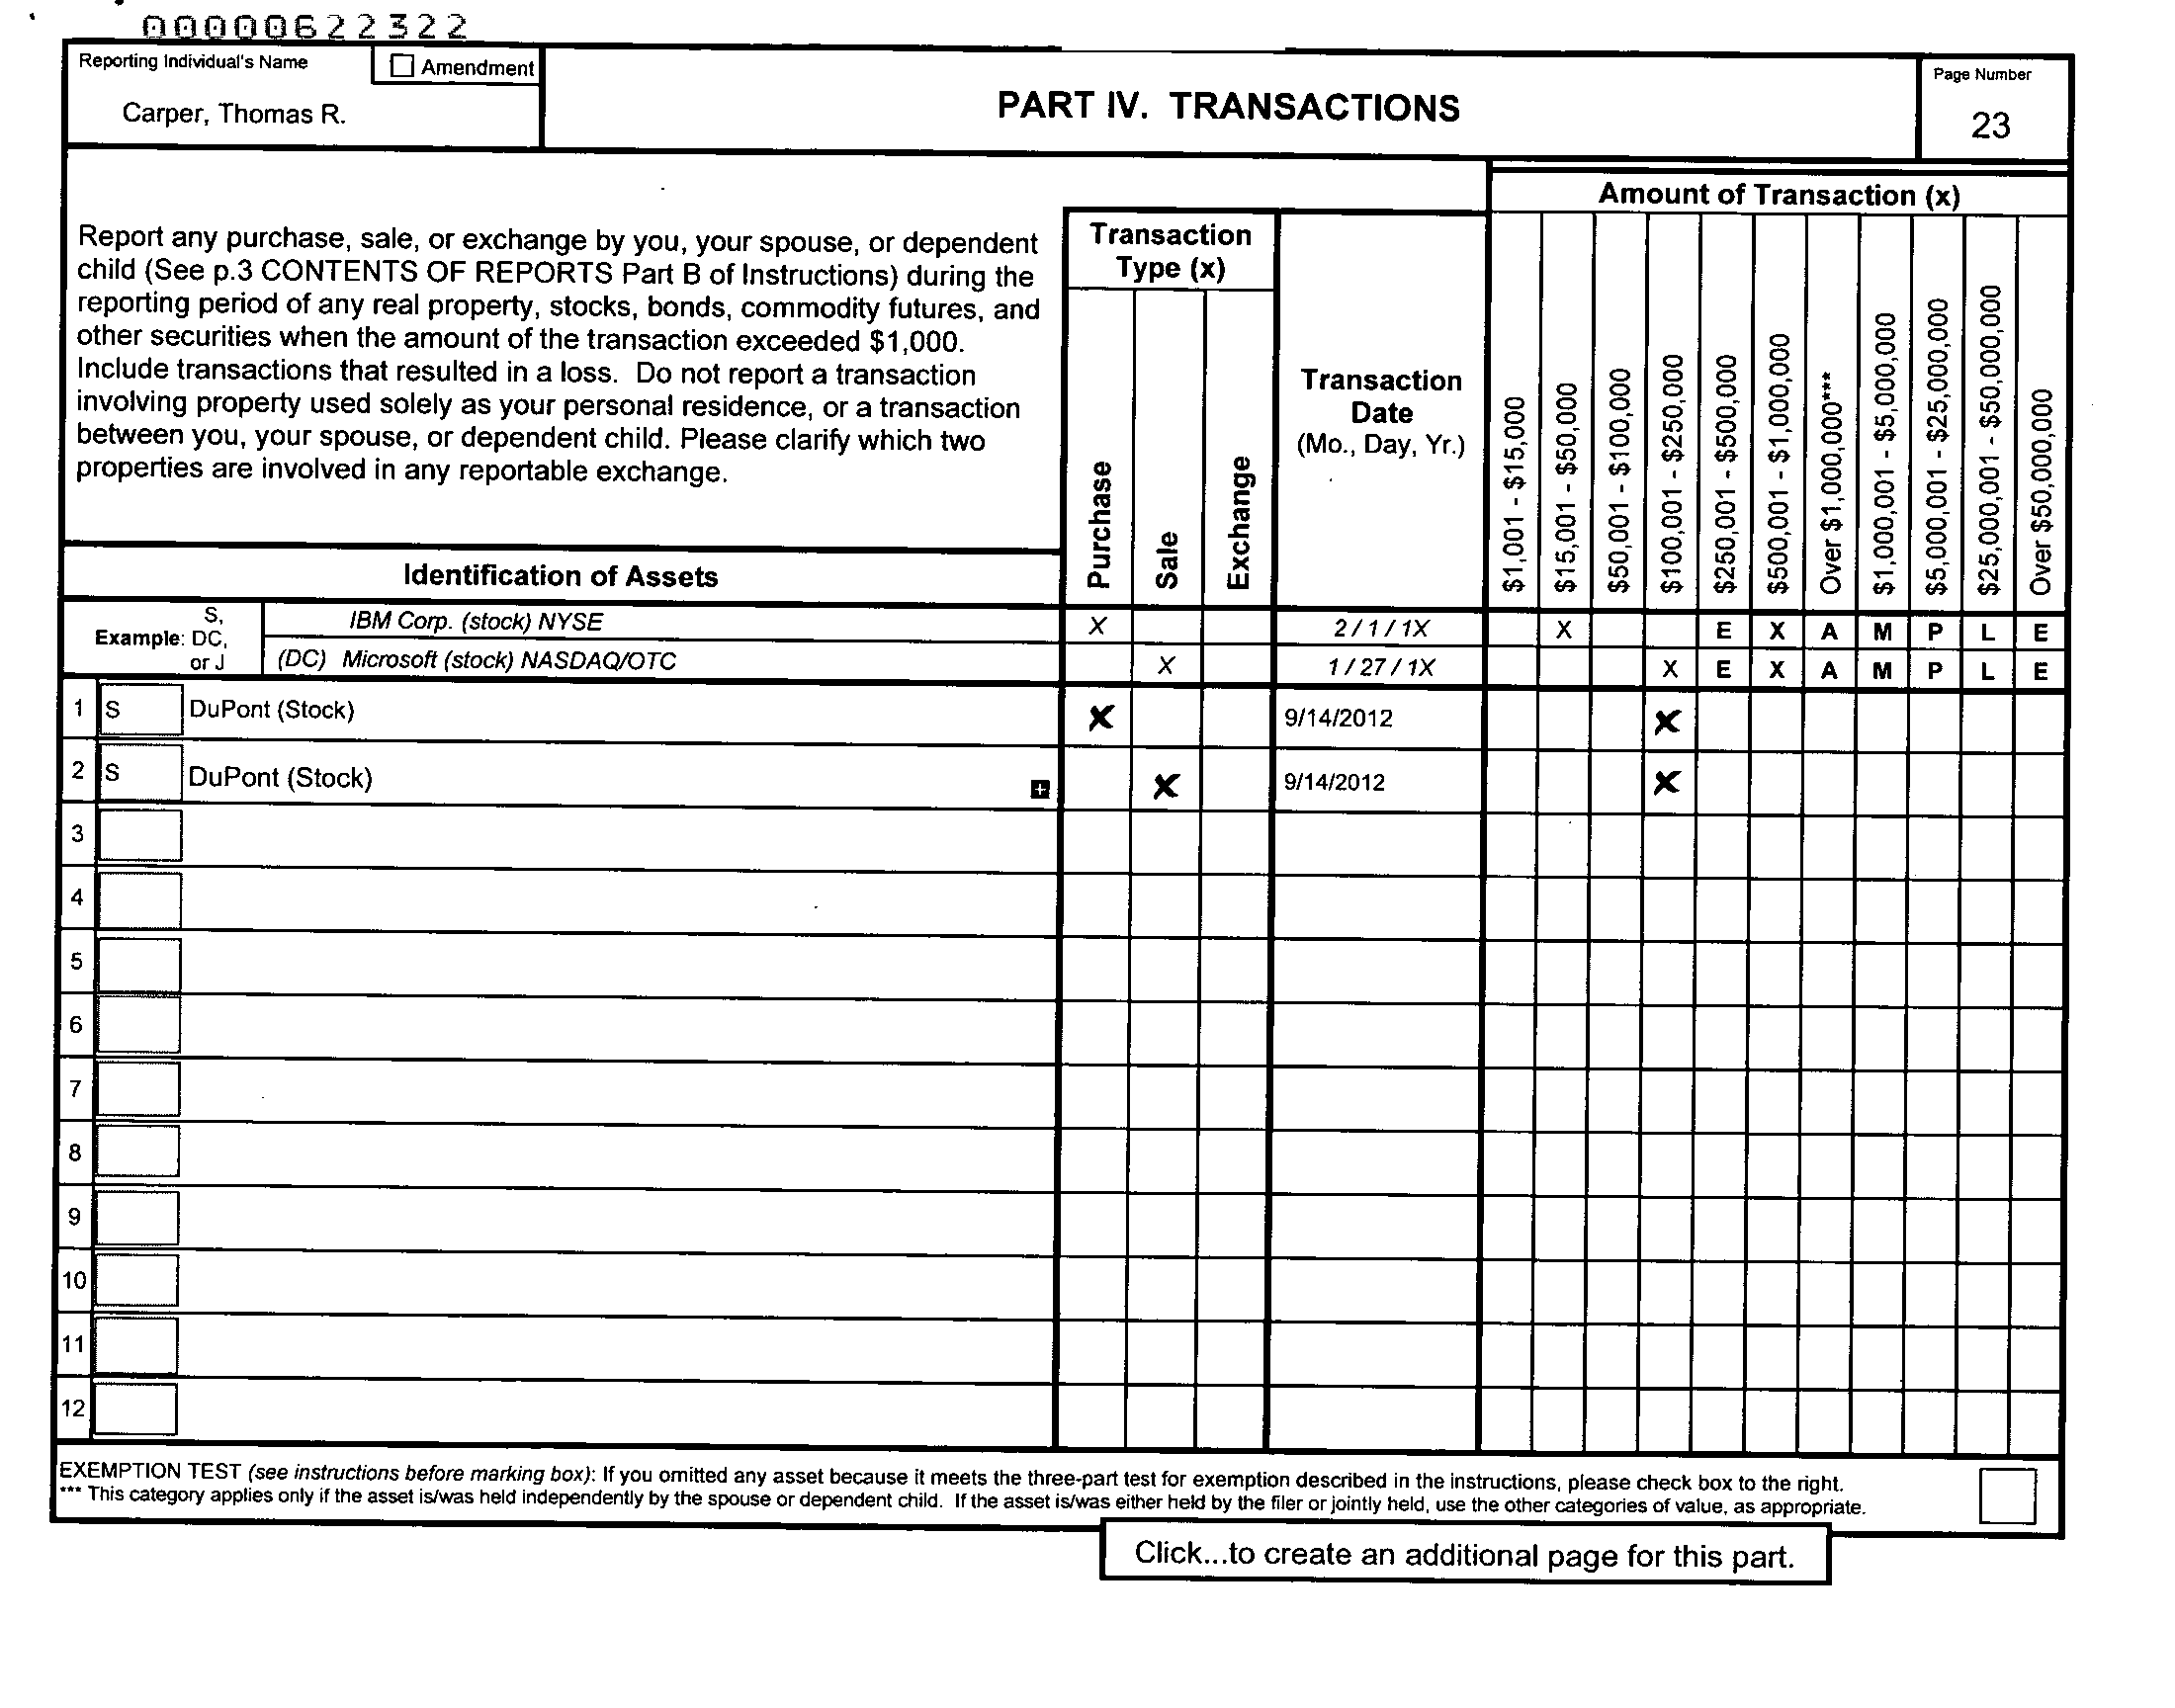 00000622322
Reporting Individual's Name
Amendment
Carper, Thomas R.
PART IV. TRANSACTIONS
Page Number
23
Report any purchase, sale, or exchange by you, your spouse, or dependent
child (See p.3 CONTENTS OF REPORTS Part B of Instructions) during the
reporting period of any real property, stocks, bonds, commodity futures, and
other securities when the amount of the transaction exceeded $1,000.
Include transactions that resulted in a loss. Do not report a transaction
involving property used solely as your personal residence, or a transaction
between you, your spouse, or dependent child. Please clarify which two
properties are involved in any reportable exchange.
Identification of Assets
Transaction
Type (x)
Purchase
Sale
Exchange
Transaction
Date
(Mo., Day, Yr.)
Amount of Transaction (x)
$1,001 - $15,000
$15,001 - $50,000
$50,001 - $100,000
$100,001 - $250,000
$250,001 - $500,000
$500,001 - $1,000,000
Over $1,000,000***
$1,000,001 - $5,000,000
$5,000,001 - $25,000,000
$25,000,001 - $50,000,000
Over $50,000,000
Example: S, DC, or J
IBM Corp. (stock) NYSE X 2 / 1 / 1X X E X A M P L E
(DC) Microsoft (stock) NASDAQ/OTC X 1 / 27 / 1X X E X A M P L E
1 S DuPont (Stock) X 9/14/2012 X
2 S DuPont (Stock) + X 9/14/2012 X
3
4
5
6
7
8
9
10
11
12
EXEMPTION TEST (see instructions before marking box): If you omitted any asset because it meets the three-part test for exemption described in the instructions, please check box to the right.
*** This category applies only if the asset is/was held independently by the spouse or dependent child. If the asset is/was either held by the filer or jointly held, use the other categories of value, as appropriate.
Click...to create an additional page for this part.